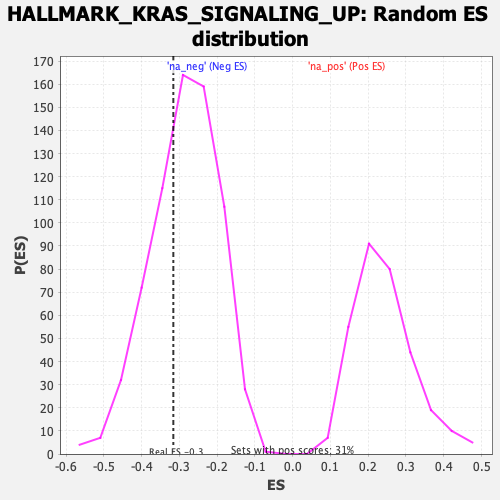 HALLMARK_KRAS_SIGNALING_UP: Random ES
distribution
'na_neg' (Neg ES)
'na_pos' (Pos ES)
170
160
150
140
130
120
110
100
90
80
70
60
50
40
30
20
10
0
P(ES)
Real ES -0.3
Sets with pos scores: 31%
-0.6 -0.5 -0.4 -0.3 -0.2 -0.1 0.0 0.1 0.2 0.3 0.4 0.5
ES